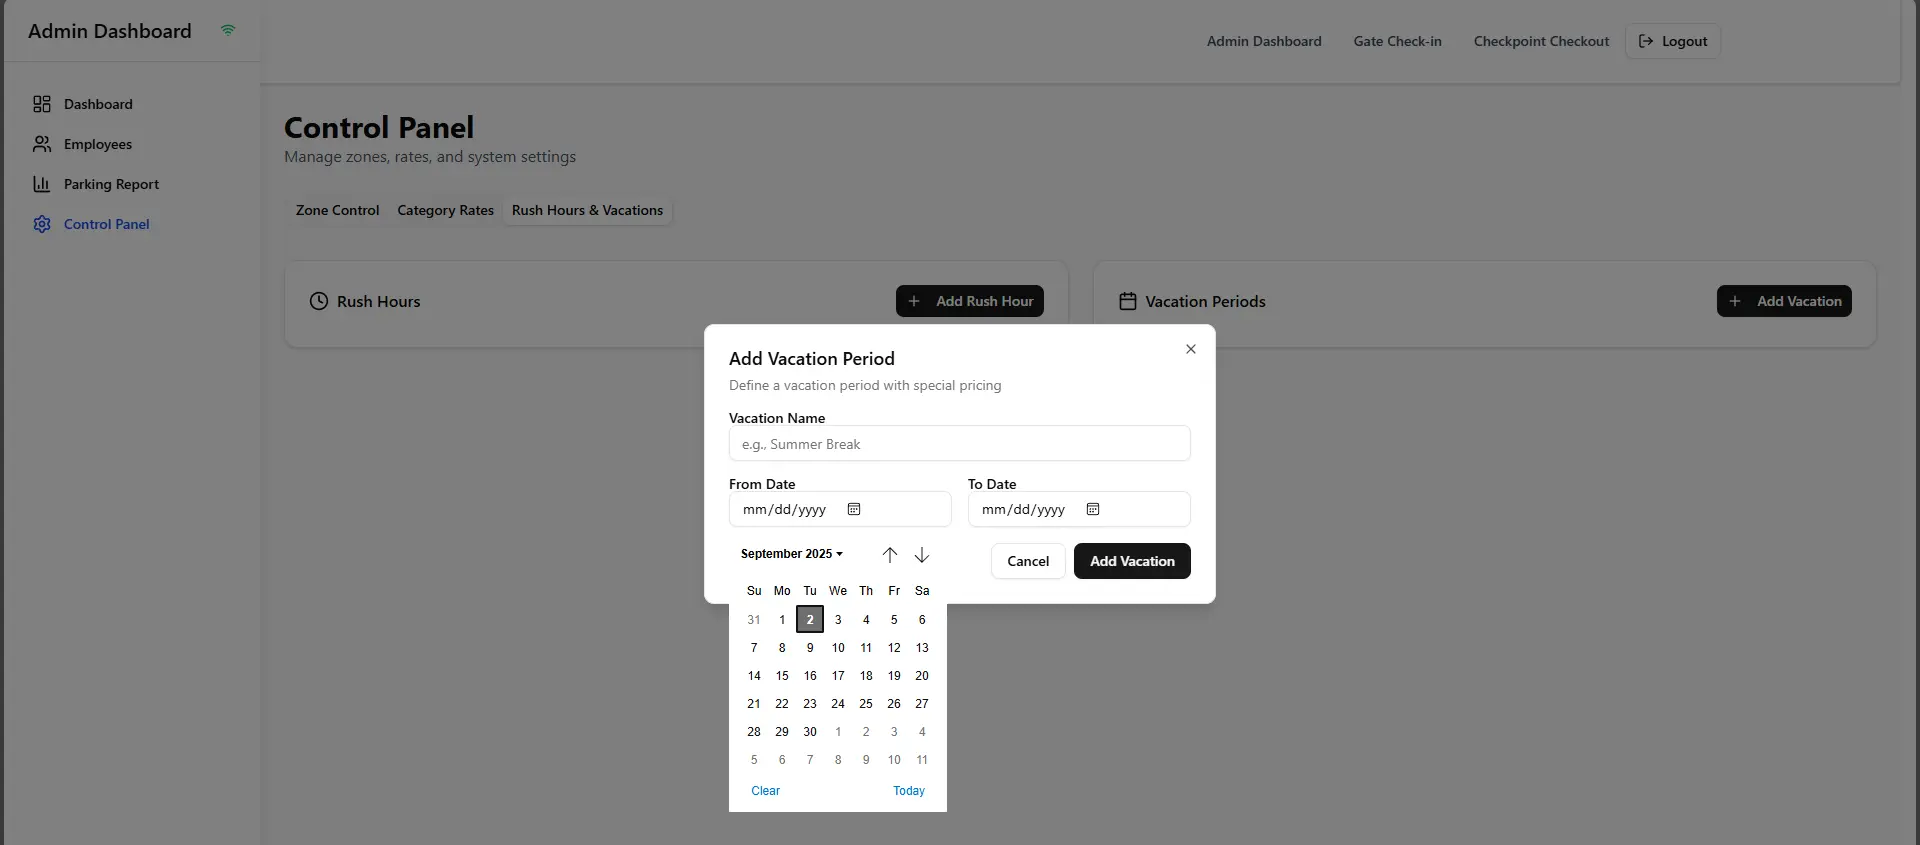 Admin Dashboard
Admin Dashboard Gate Check-in Checkpoint Checkout Logout
Dashboard
Employees
Parking Report
Control Panel
Control Panel
Manage zones, rates, and system settings
Zone Control Category Rates Rush Hours & Vacations
Rush Hours + Add Rush Hour
Vacation Periods + Add Vacation
Add Vacation Period
Define a vacation period with special pricing
Vacation Name
e.g., Summer Break
From Date To Date
mm/dd/yyyy mm/dd/yyyy
September 2025
Cancel Add Vacation
Su Mo Tu We Th Fr Sa
31 1 2 3 4 5 6
7 8 9 10 11 12 13
14 15 16 17 18 19 20
21 22 23 24 25 26 27
28 29 30 1 2 3 4
5 6 7 8 9 10 11
Clear Today